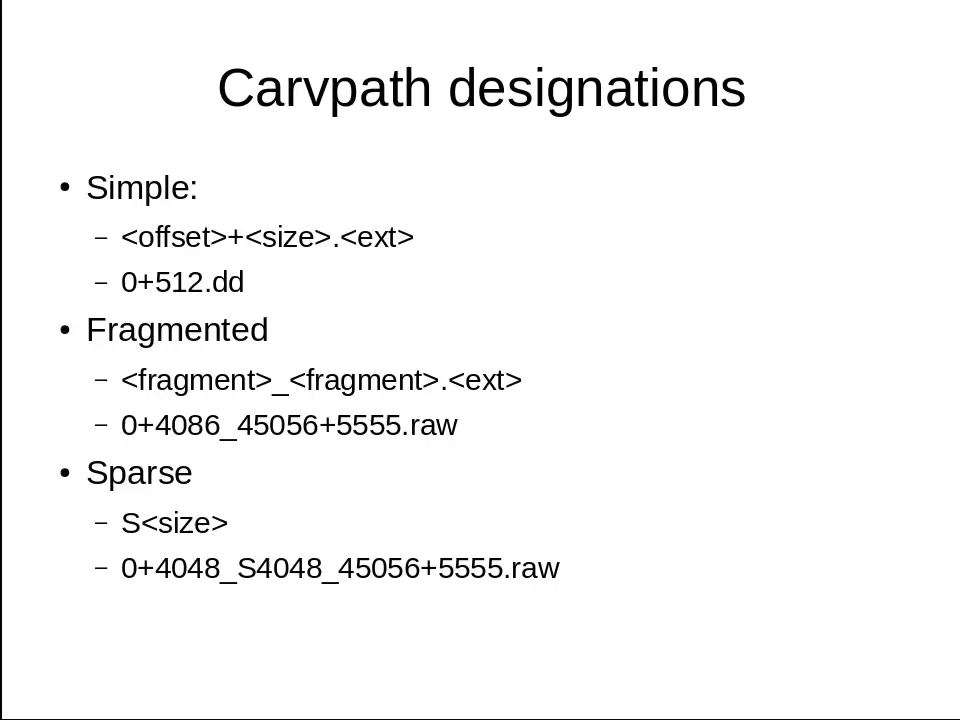 Carvpath designations
• Simple:
– <offset>+<size>.<ext>
– 0+512.dd
• Fragmented
– <fragment>_<fragment>.<ext>
– 0+4086_45056+5555.raw
• Sparse
– S<size>
– 0+4048_S4048_45056+5555.raw